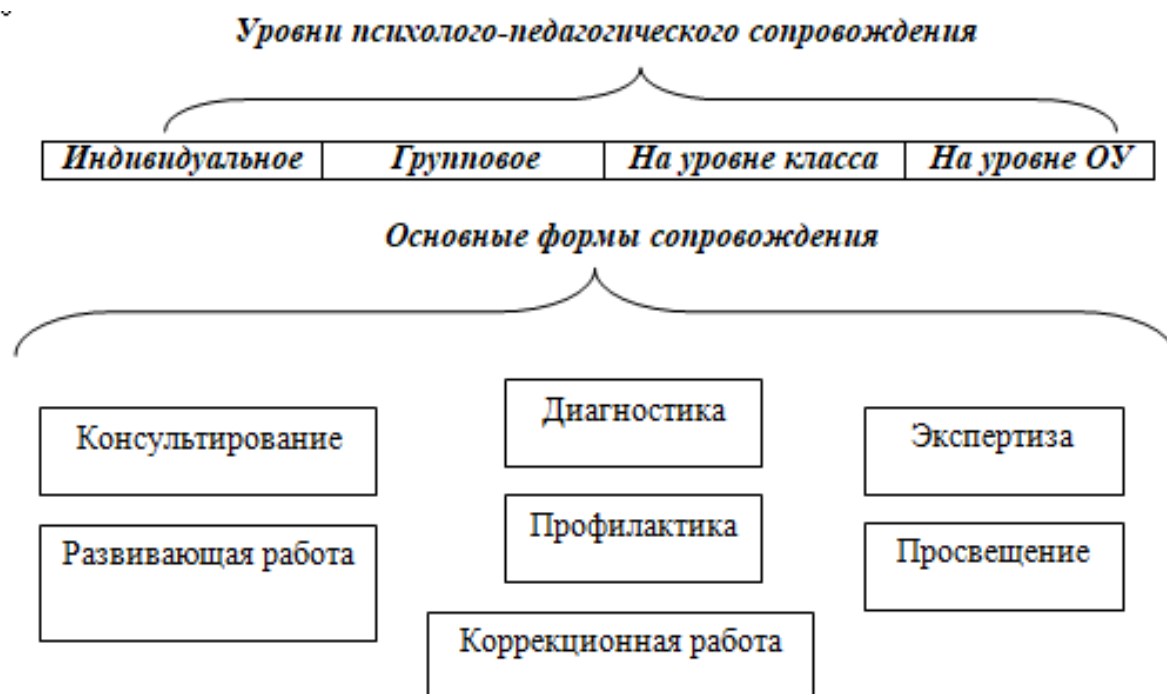 Уровни психолого-педагогического сопровождения
Индивидуальное Групповое На уровне класса На уровне ОУ
Основные формы сопровождения
Консультирование
Диагностика
Экспертиза
Развивающая работа
Профилактика
Просвещение
Коррекционная работа